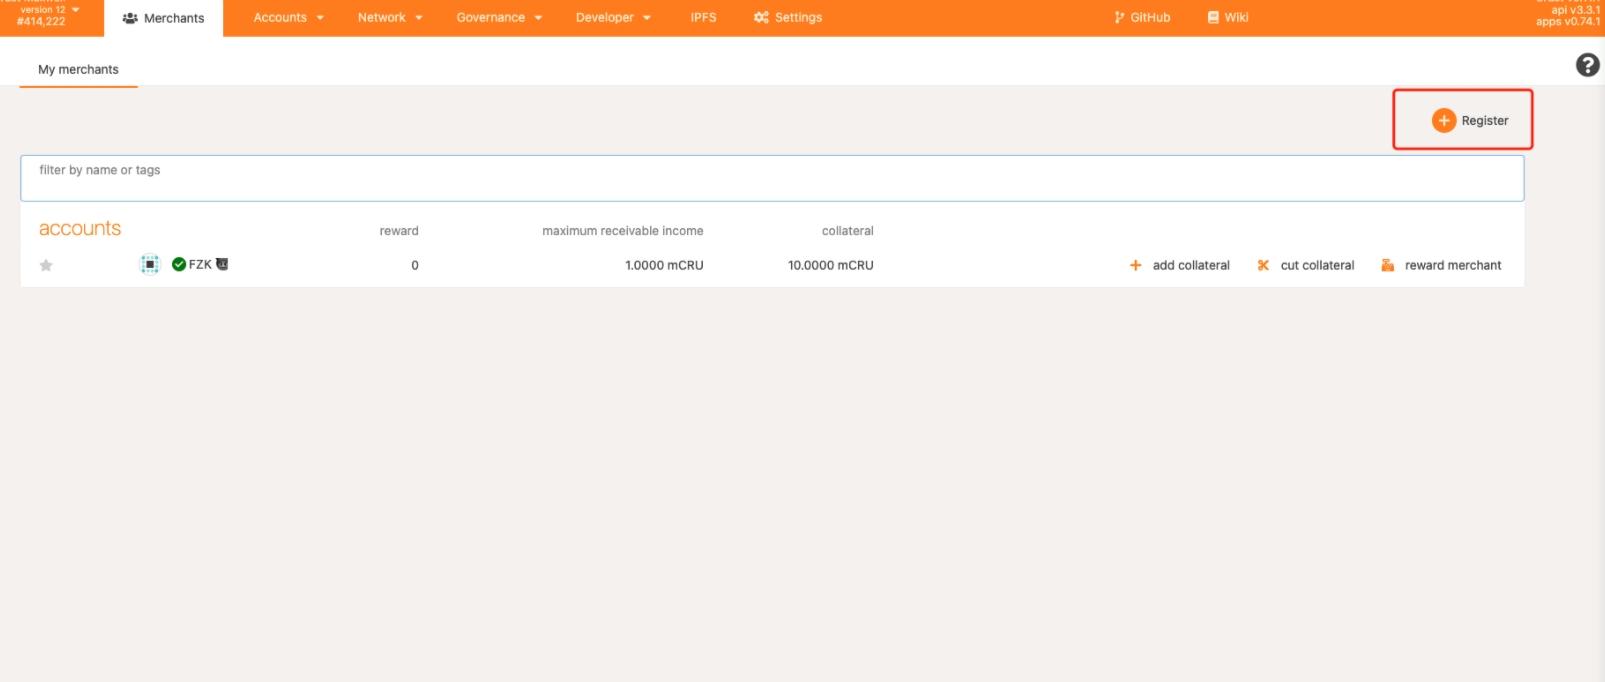 version 12
#414,222
Merchants
Accounts
Network
Governance
Developer
IPFS
Settings
GitHub
Wiki
api v3.3.1
apps v0.74.1
My merchants
Register
filter by name or tags
accounts reward maximum receivable income collateral
FZK 0 1.0000 mCRU 10.0000 mCRU add collateral cut collateral reward merchant